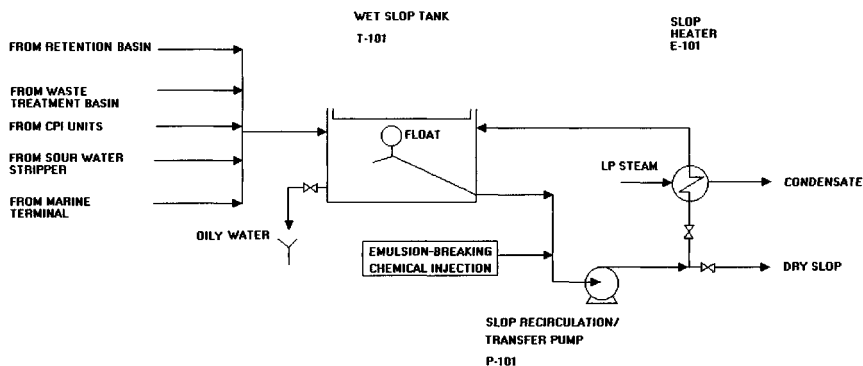 WET SLOP TANK
T-101
SLOP
HEATER
E-101
FROM RETENTION BASIN
FROM WASTE
TREATMENT BASIN
FROM CPI UNITS
FROM SOUR WATER
STRIPPER
FROM MARINE
TERMINAL
FLOAT
LP STEAM
CONDENSATE
OILY WATER
EMULSION-BREAKING
CHEMICAL INJECTION
DRY SLOP
SLOP RECIRCULATION/
TRANSFER PUMP
P-101